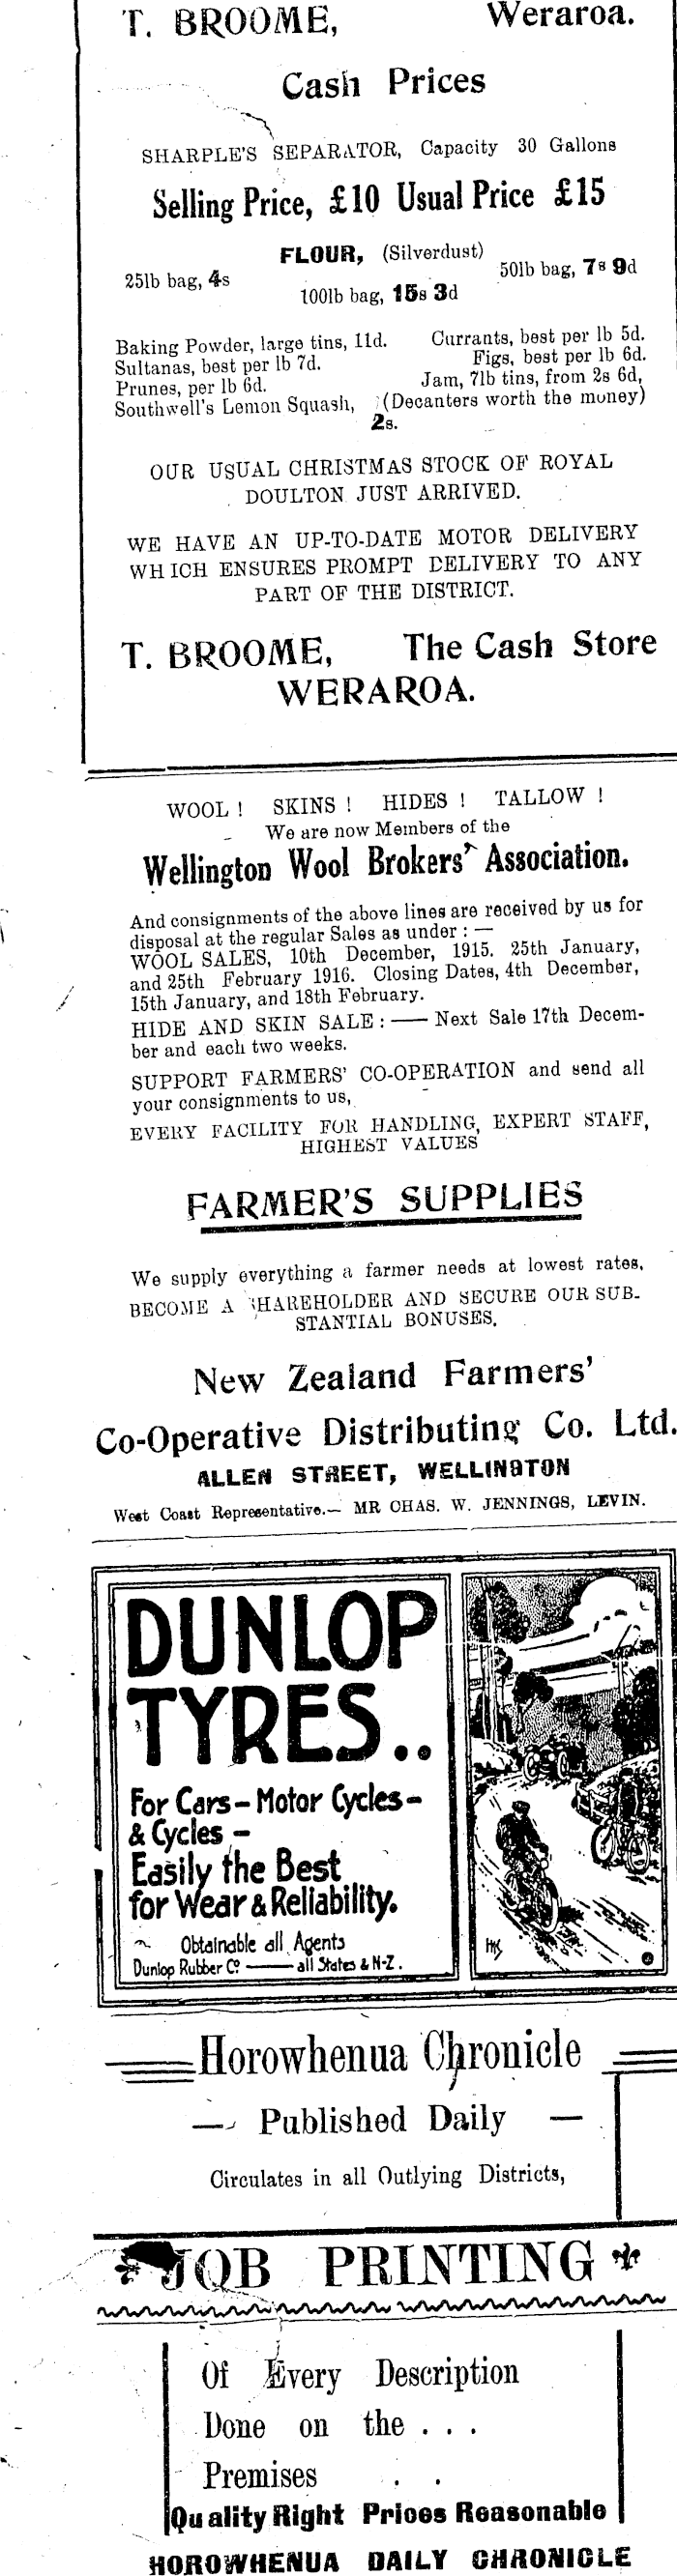 T. BROOME, Weraroa.
Cash Prices
SHARPLE'S SEPARATOR, Capacity 30 Gallons
Selling Price, £10 Usual Price £15
FLOUR, (Silverdust)
25lb bag, 4s 50lb bag, 7s 9d
100lb bag, 15s 3d
Baking Powder, large tins, 11d. Currants, best per lb 5d.
Sultanas, best per lb 7d. Figs, best per lb 6d.
Prunes, per lb 6d. Jam, 7lb tins, from 2s 6d,
Southwell's Lemon Squash, (Decanters worth the money)
2s.
OUR USUAL CHRISTMAS STOCK OF ROYAL
DOULTON JUST ARRIVED.
WE HAVE AN UP-TO-DATE MOTOR DELIVERY
WHICH ENSURES PROMPT DELIVERY TO ANY
PART OF THE DISTRICT.
T. BROOME, The Cash Store
WERAROA.
WOOL ! SKINS ! HIDES ! TALLOW !
We are now Members of the
Wellington Wool Brokers' Association.
And consignments of the above lines are received by us for
disposal at the regular Sales as under : —
WOOL SALES, 10th December, 1915. 25th January,
and 25th February 1916. Closing Dates, 4th December,
15th January, and 18th February.
HIDE AND SKIN SALE : — Next Sale 17th Decem-
ber and each two weeks.
SUPPORT FARMERS' CO-OPERATION and send all
your consignments to us,
EVERY FACILITY FOR HANDLING, EXPERT STAFF,
HIGHEST VALUES
FARMER'S SUPPLIES
We supply everything a farmer needs at lowest rates,
BECOME A SHAREHOLDER AND SECURE OUR SUB-
STANTIAL BONUSES.
New Zealand Farmers'
Co-Operative Distributing Co. Ltd.
ALLEN STREET, WELLINGTON
West Coast Representative.— MR CHAS. W. JENNINGS, LEVIN.
DUNLOP
TYRES..
For Cars - Motor Cycles -
& Cycles -
Easily the Best
for Wear & Reliability.
Obtainable all Agents
Dunlop Rubber Co — all States & N-Z.
Horowhenua Chronicle
— Published Daily —
Circulates in all Outlying Districts,
JOB PRINTING
Of Every Description
Done on the . . .
Premises . .
Quality Right Prices Reasonable
HOROWHENUA DAILY CHRONICLE